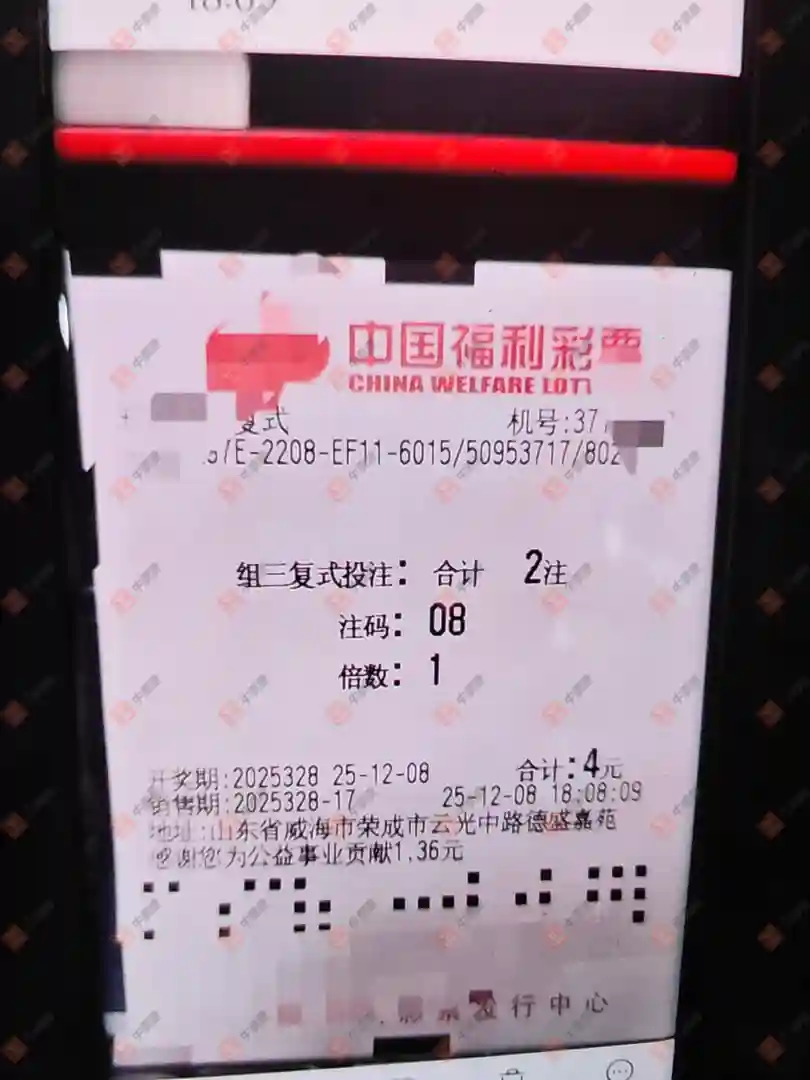 18:09
中国福利彩票
CHINA WELFARE LOTT
复式 机号:37
/E-2208-EF11-6015/50953717/802
组三复式投注: 合计 2注
注码: 08
倍数: 1
开奖期:2025328 25-12-08 合计:4元
销售期:2025328-17 25-12-08 18:08:09
地址:山东省威海市荣成市云光中路德盛嘉苑
感谢您为公益事业贡献1.36元
发行中心